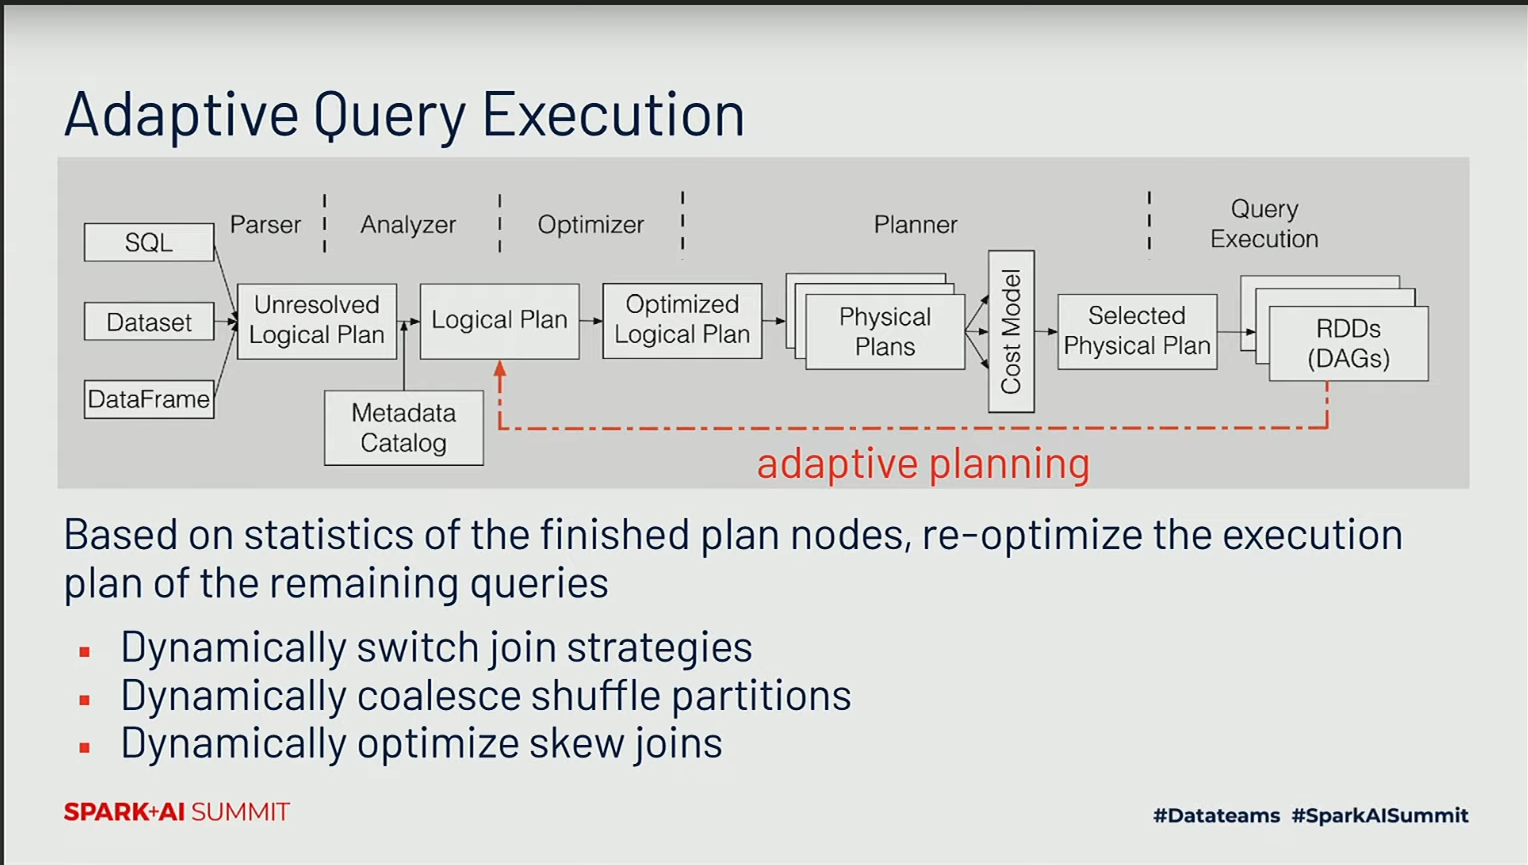 Adaptive Query Execution
Parser
Analyzer
Optimizer
Planner
Query
Execution
SQL
Dataset
DataFrame
Unresolved
Logical Plan
Metadata
Catalog
Logical Plan
Optimized
Logical Plan
Physical
Plans
Cost Model
Selected
Physical Plan
RDDs
(DAGs)
adaptive planning
Based on statistics of the finished plan nodes, re-optimize the execution
plan of the remaining queries
▪ Dynamically switch join strategies
▪ Dynamically coalesce shuffle partitions
▪ Dynamically optimize skew joins
SPARK+AI SUMMIT
#Datateams #SparkAISummit